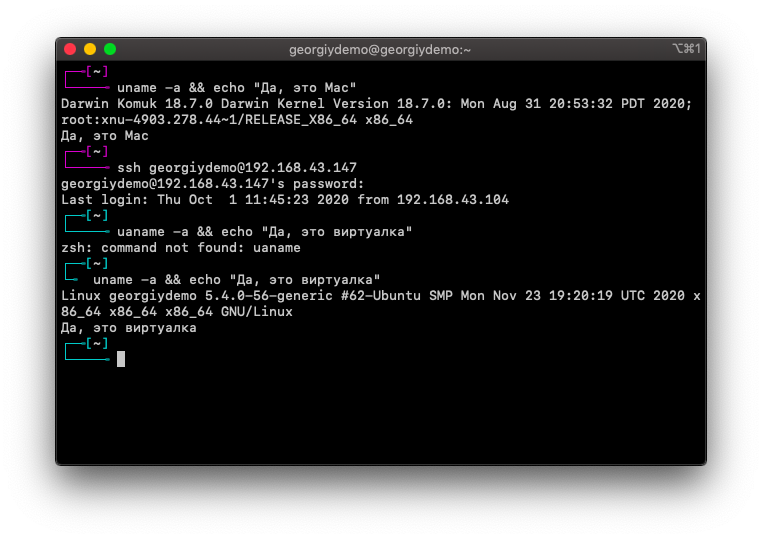 georgiydemo@georgiydemo:~
⌥⌘1
[~]
uname -a && echo "Да, это Mac"
Darwin Komuk 18.7.0 Darwin Kernel Version 18.7.0: Mon Aug 31 20:53:32 PDT 2020;
root:xnu-4903.278.44~1/RELEASE_X86_64 x86_64
Да, это Mac
[~]
ssh georgiydemo@192.168.43.147
georgiydemo@192.168.43.147's password:
Last login: Thu Oct  1 11:45:23 2020 from 192.168.43.104
[~]
uaname -a && echo "Да, это виртуалка"
zsh: command not found: uaname
[~]
uname -a && echo "Да, это виртуалка"
Linux georgiydemo 5.4.0-56-generic #62-Ubuntu SMP Mon Nov 23 19:20:19 UTC 2020 x
86_64 x86_64 x86_64 GNU/Linux
Да, это виртуалка
[~]